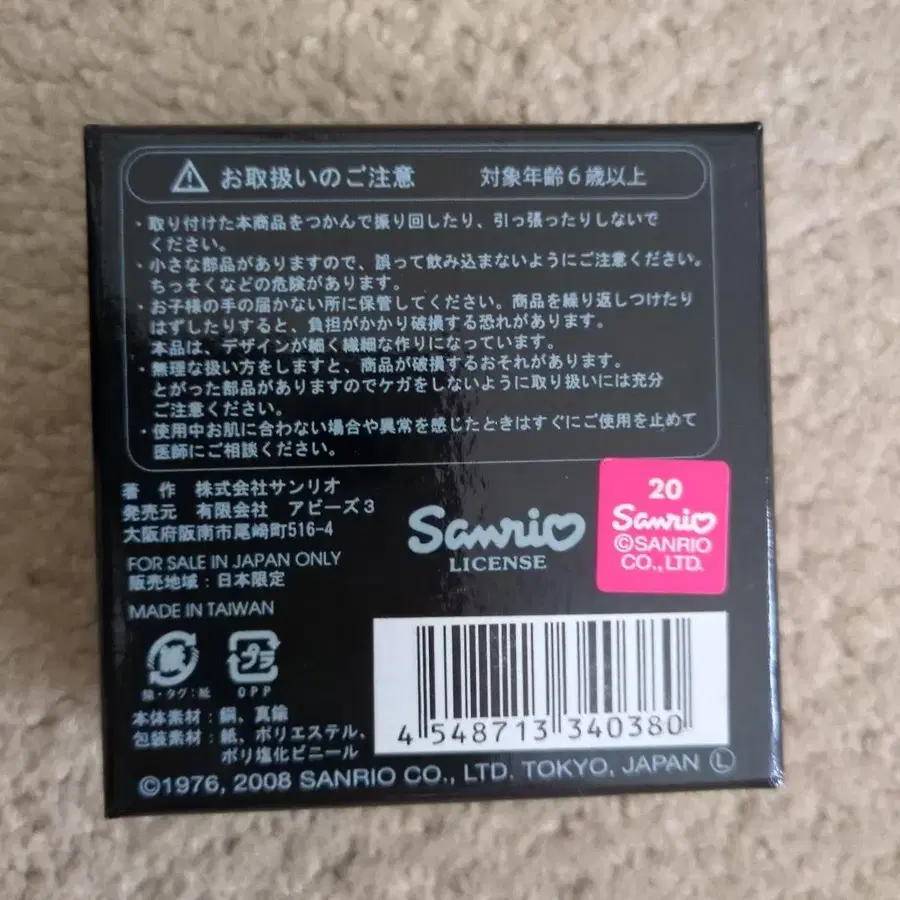 お取扱いのご注意　対象年齢6歳以上
・取り付けた本商品をつかんで振り回したり、引っ張ったりしないで
ください。
・小さな部品がありますので、誤って飲み込まないようにご注意ください。
ちっそくなどの危険があります。
・お子様の手の届かない所に保管してください。商品を繰り返しつけたり
はずしたりすると、負担がかかり破損する恐れがあります。
本品は、デザインが細く繊細な作りになっています。
・無理な扱い方をしますと、商品が破損するおそれがあります。
とがった部品がありますのでケガをしないように取り扱いには充分
ご注意ください。
・使用中お肌に合わない場合や異常を感じたときはすぐにご使用を止めて
医師にご相談ください。
著　作　株式会社サンリオ
発売元　有限会社　アビーズ3
大阪府阪南市尾崎町516-4
FOR SALE IN JAPAN ONLY
販売地域：日本限定
MADE IN TAIWAN
Sanrio
LICENSE
20
Sanrio
©SANRIO
CO., LTD.
紙
プラ
箱・タグ：紙
OPP
本体素材：銅、真鍮
包装素材：紙、ポリエステル、
ポリ塩化ビニール
4 548713 340380
©1976, 2008 SANRIO CO., LTD. TOKYO, JAPAN Ⓛ